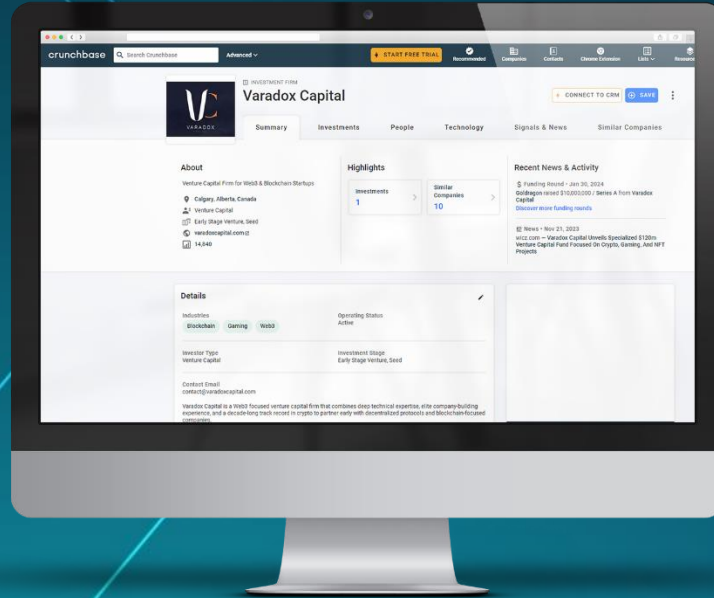 crunchbase
Search Crunchbase
Advanced
START FREE TRIAL
Recommended
Companies
Contacts
Chrome Extension
Lists
Resource
VC
VARADOX
INVESTMENT FIRM
Varadox Capital
CONNECT TO CRM
SAVE
Summary
Investments
People
Technology
Signals & News
Similar Companies
About
Venture Capital Firm for Web3 & Blockchain Startups
Calgary, Alberta, Canada
Venture Capital
Early Stage Venture, Seed
varadoxcapital.com
14,640
Highlights
Investments
1
Similar
Companies
10
Recent News & Activity
Funding Round • Jan 30, 2024
Goldregon raised $10,000,000 / Series A from Varadox
Capital
Discover more funding rounds
News • Nov 21, 2023
wicz.com — Varadox Capital Unveils Specialized $120m
Venture Capital Fund Focused On Crypto, Gaming, And NFT
Projects
Details
Industries
Blockchain Gaming Web3
Operating Status
Active
Investor Type
Venture Capital
Investment Stage
Early Stage Venture, Seed
Contact Email
contact@varadoxcapital.com
Varadox Capital is a Web3 focused venture capital firm that combines deep technical expertise, elite company-building
experience, and a decade-long track record in crypto to partner early with decentralized protocols and blockchain-focused
companies.